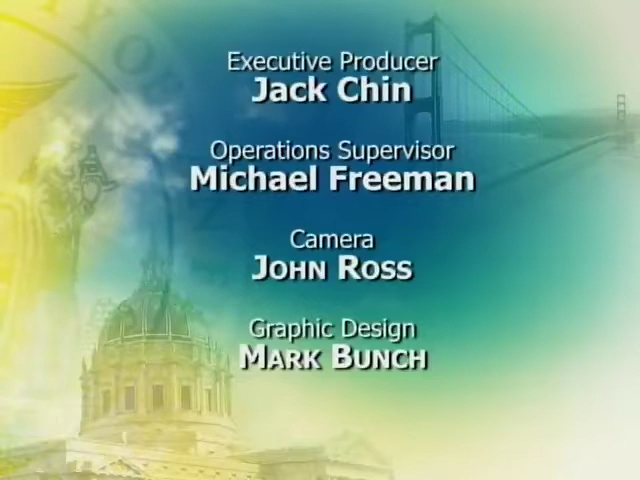 Executive Producer
Jack Chin
Operations Supervisor
Michael Freeman
Camera
John Ross
Graphic Design
Mark Bunch